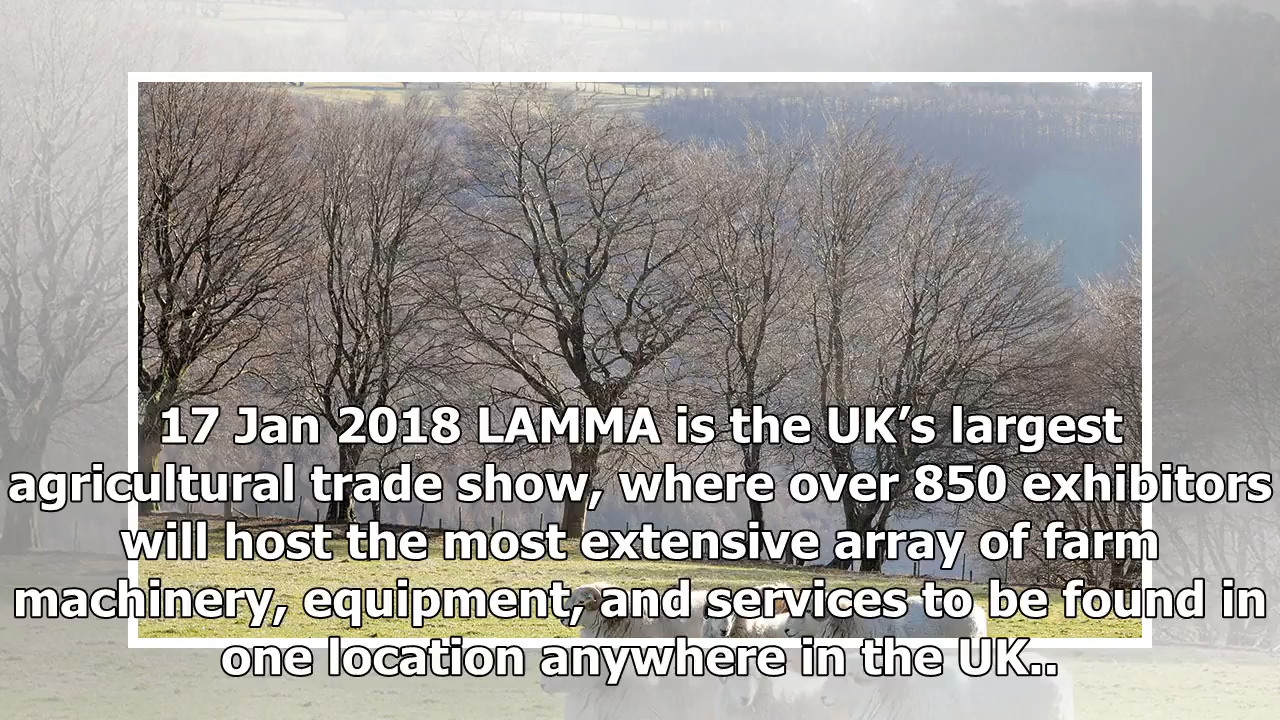 17 Jan 2018 LAMMA is the UK’s largest
agricultural trade show, where over 850 exhibitors
will host the most extensive array of farm
machinery, equipment, and services to be found in
one location anywhere in the UK..